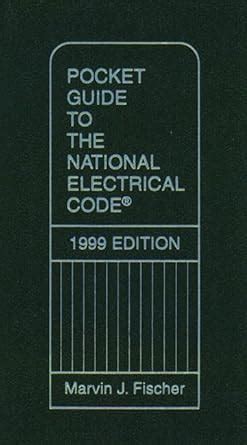 POCKET
GUIDE
TO
THE
NATIONAL
ELECTRICAL
CODE®
1999 EDITION
Marvin J. Fischer